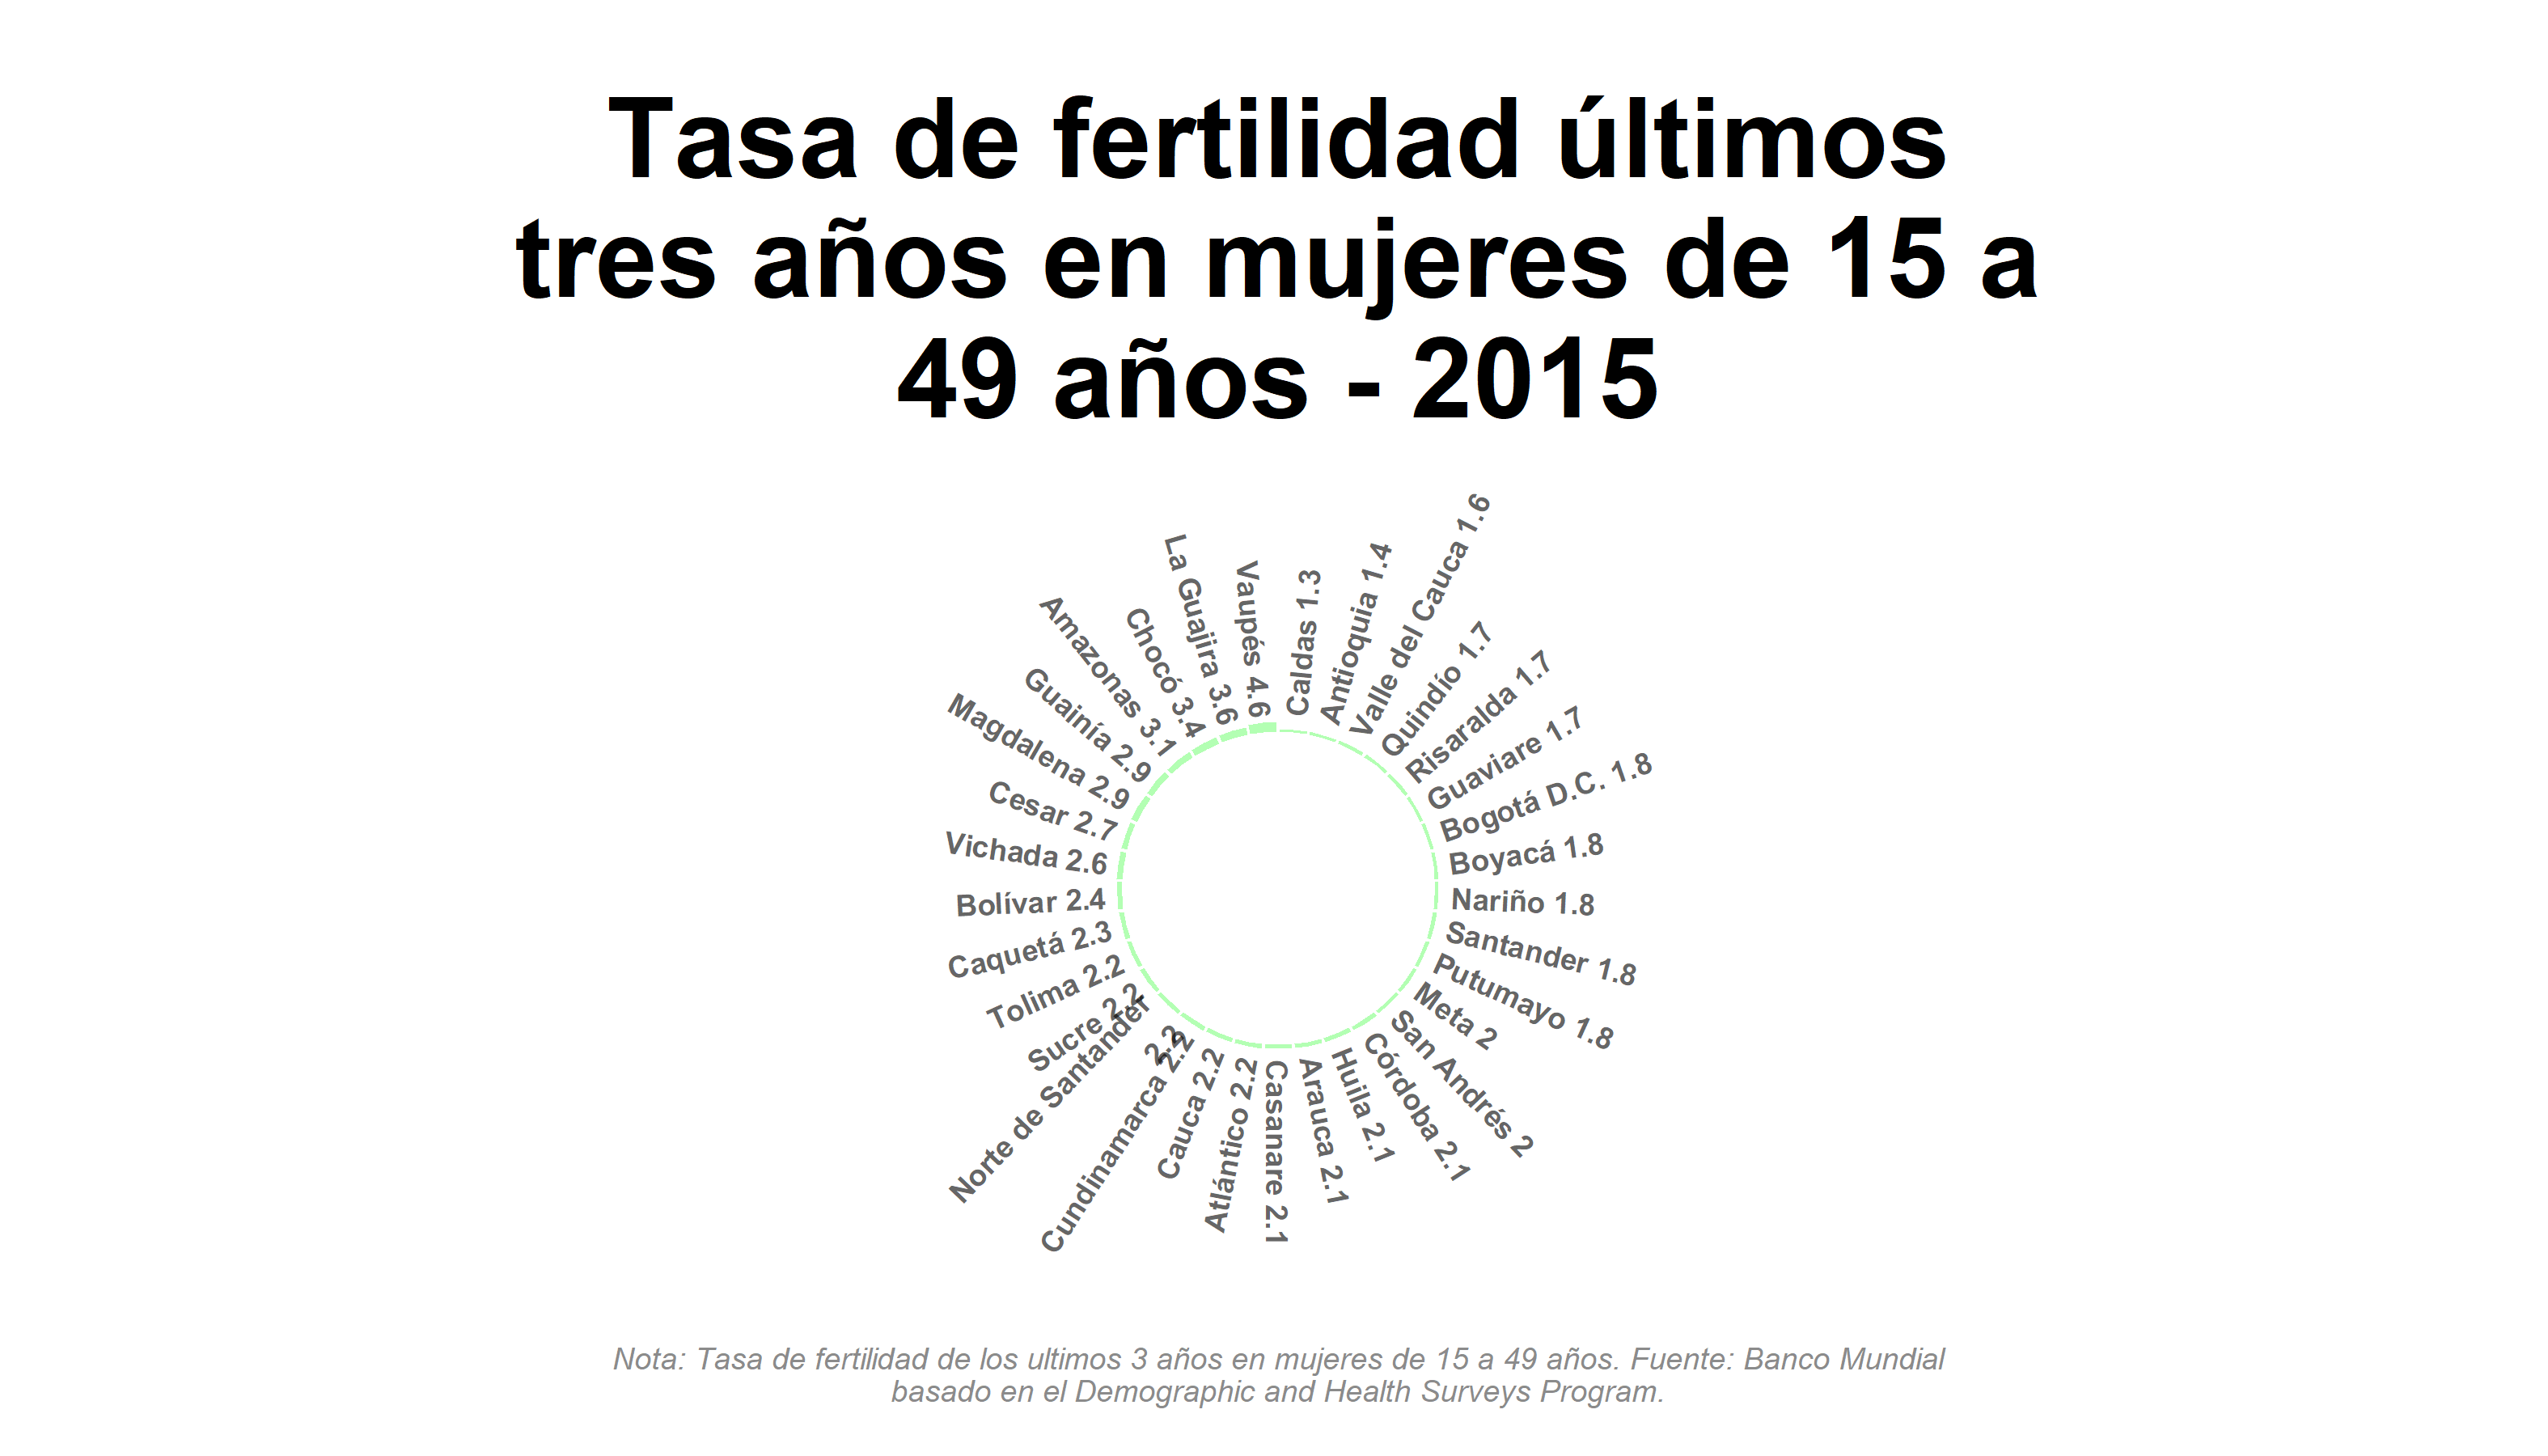 Tasa de fertilidad últimos
tres años en mujeres de 15 a
49 años - 2015
Caldas 1.3
Antioquia 1.4
Valle del Cauca 1.6
Quindío 1.7
Risaralda 1.7
Guaviare 1.7
Bogotá D.C. 1.8
Boyacá 1.8
Nariño 1.8
Santander 1.8
Putumayo 1.8
Meta 2
San Andrés 2
Córdoba 2.1
Huila 2.1
Arauca 2.1
Casanare 2.1
Atlántico 2.2
Cauca 2.2
Cundinamarca 2.2
Norte de Santander
2.2
Sucre 2.2
Tolima 2.2
Caquetá 2.3
Bolívar 2.4
Vichada 2.6
Cesar 2.7
Magdalena 2.9
Guainía 2.9
Amazonas 3.1
Chocó 3.4
La Guajira 3.6
Vaupés 4.6
Nota: Tasa de fertilidad de los ultimos 3 años en mujeres de 15 a 49 años. Fuente: Banco Mundial
basado en el Demographic and Health Surveys Program.